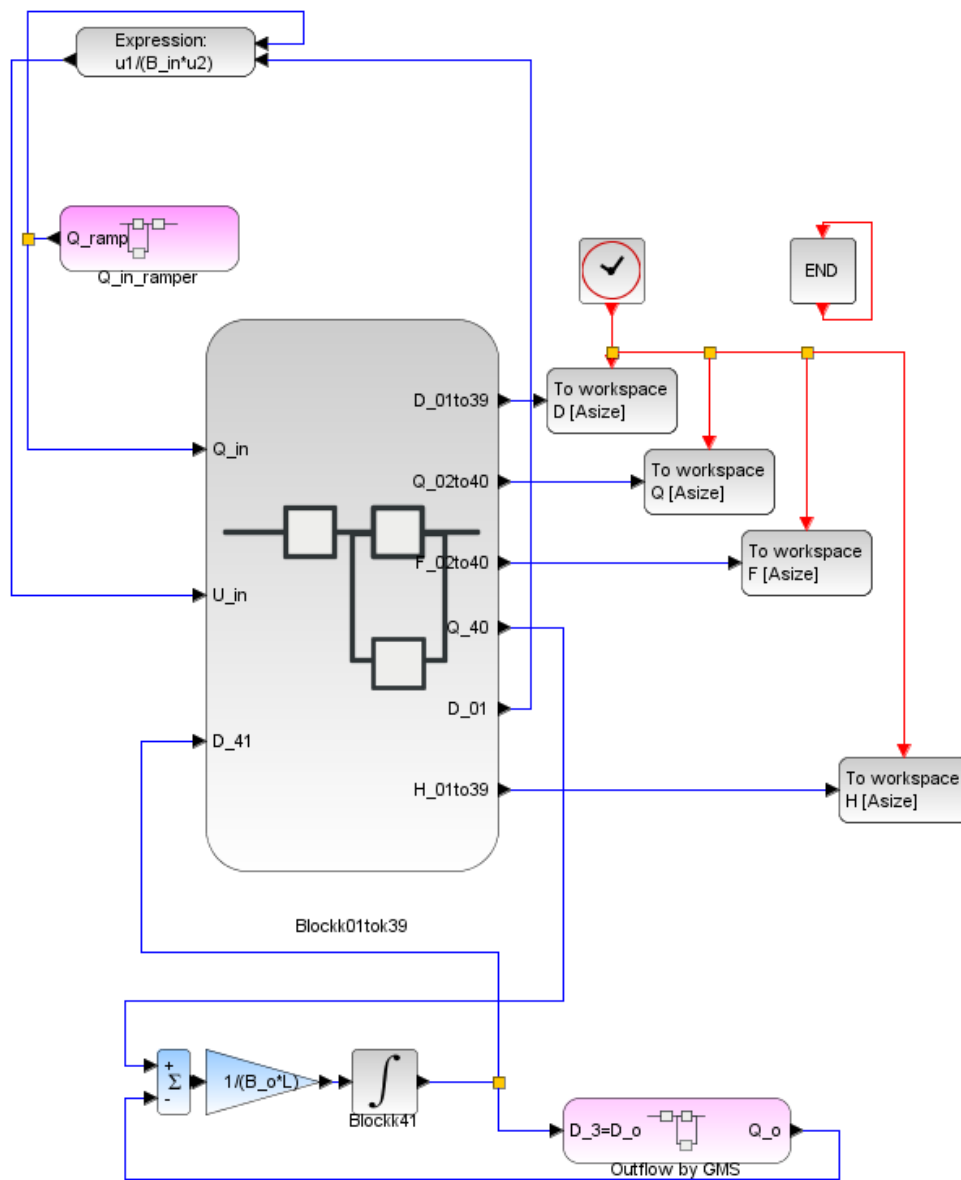 Expression:
u1/(B_in*u2)
Q_ramp
Q_in_ramper
END
To workspace
D [Asize]
D_01to39
Q_in
Q_02to40
To workspace
Q [Asize]
F_02to40
To workspace
F [Asize]
U_in
Q_40
D_01
D_41
H_01to39
To workspace
H [Asize]
Blockk01tok39
+
Σ
-
1/(B_o*L)
∫
Blockk41
D_3=D_o
Q_o
Outflow by GMS